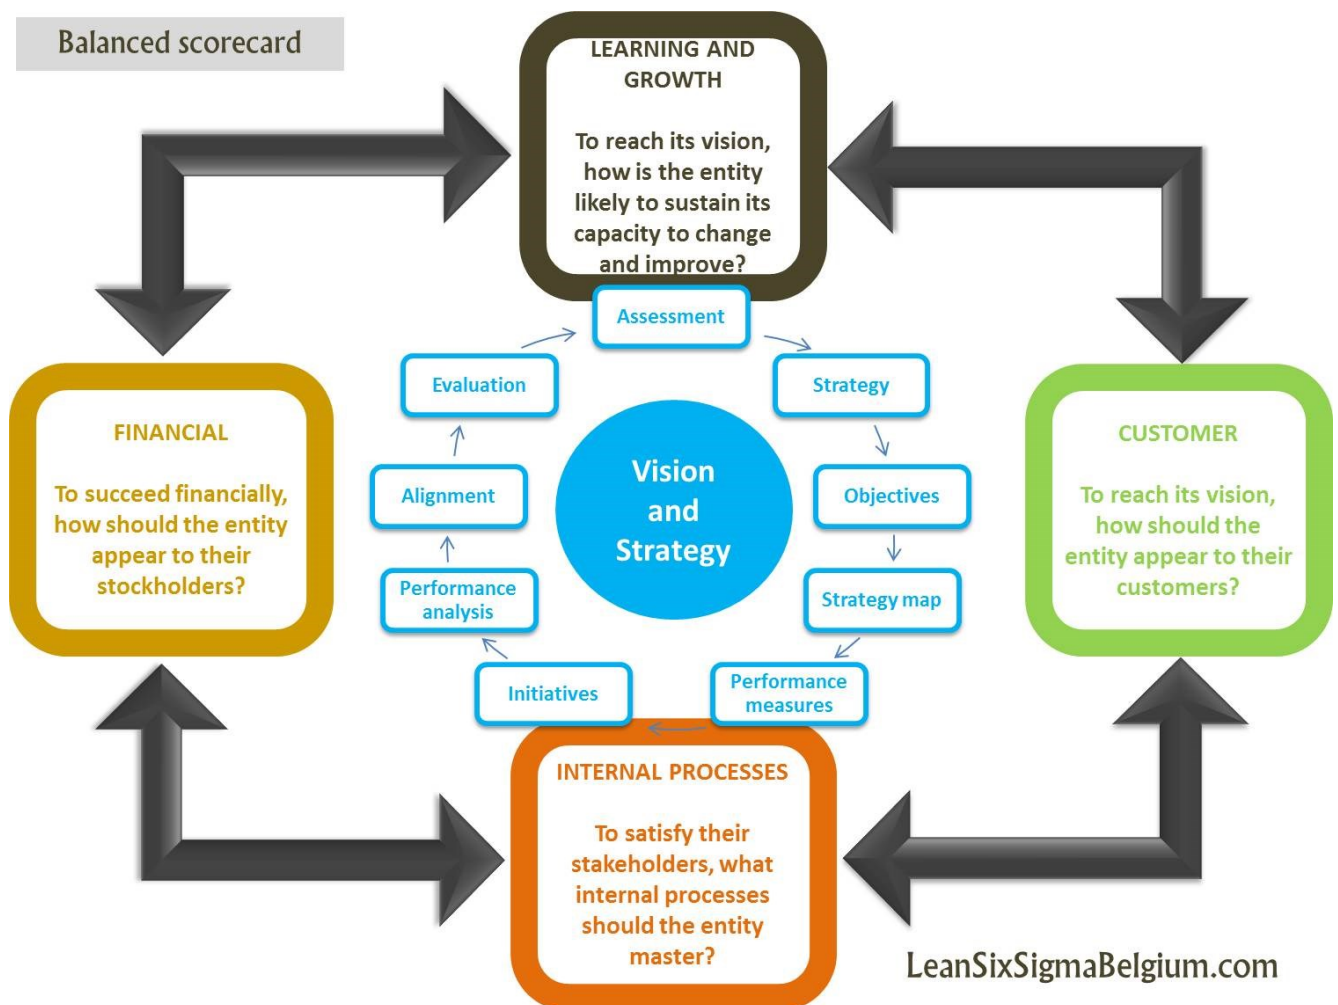 Balanced scorecard
LEARNING AND
GROWTH
To reach its vision,
how is the entity
likely to sustain its
capacity to change
and improve?
Assessment
Evaluation
Strategy
FINANCIAL
To succeed financially,
how should the entity
appear to their
stockholders?
Alignment
Vision
and
Strategy
Objectives
CUSTOMER
To reach its vision,
how should the
entity appear to their
customers?
Performance
analysis
Strategy map
Initiatives
Performance
measures
INTERNAL PROCESSES
To satisfy their
stakeholders, what
internal processes
should the entity
master?
LeanSixSigmaBelgium.com